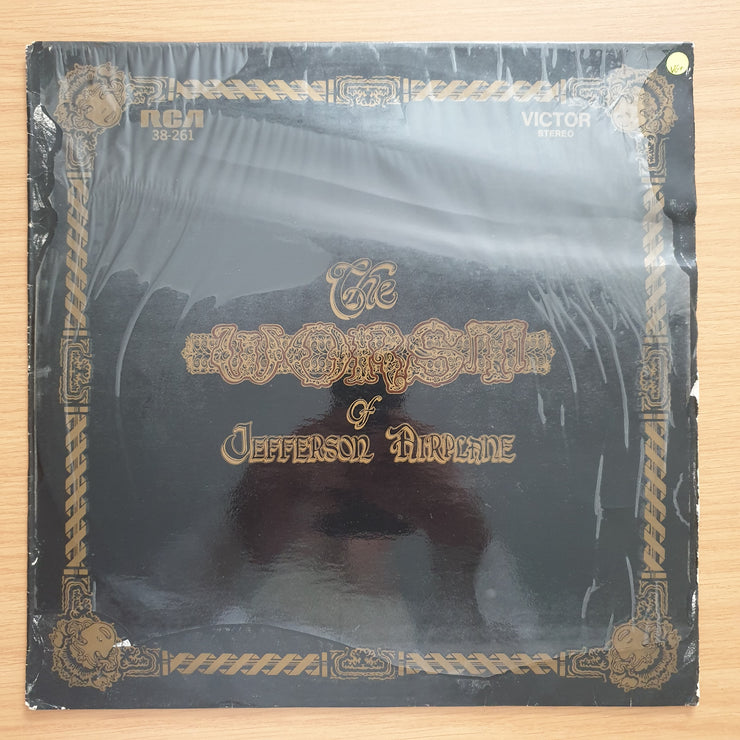 RCA VICTOR
38-261 STEREO
The
WORST
of
JEFFERSON AIRPLANE